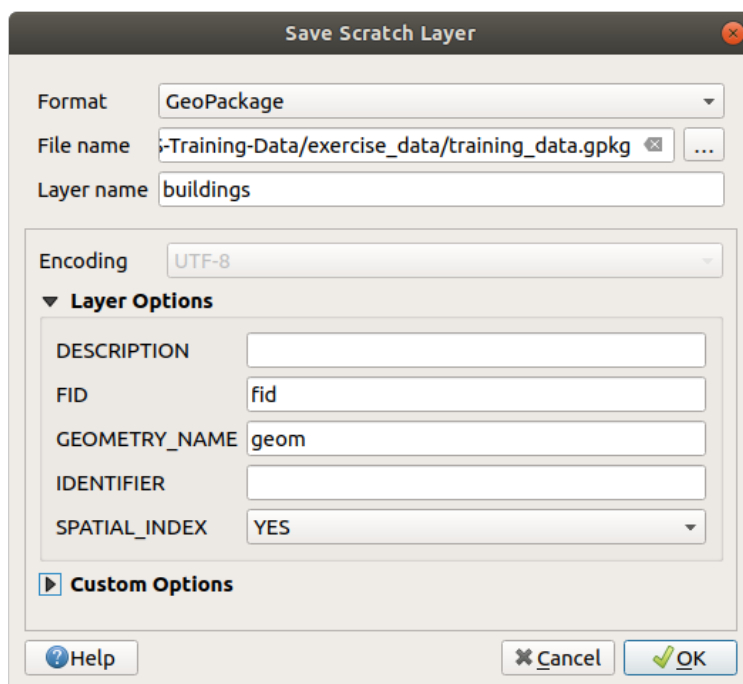 Save Scratch Layer
Format GeoPackage
File name -Training-Data/exercise_data/training_data.gpkg ...
Layer name buildings
Encoding UTF-8
Layer Options
DESCRIPTION
FID fid
GEOMETRY_NAME geom
IDENTIFIER
SPATIAL_INDEX YES
Custom Options
Help Cancel OK